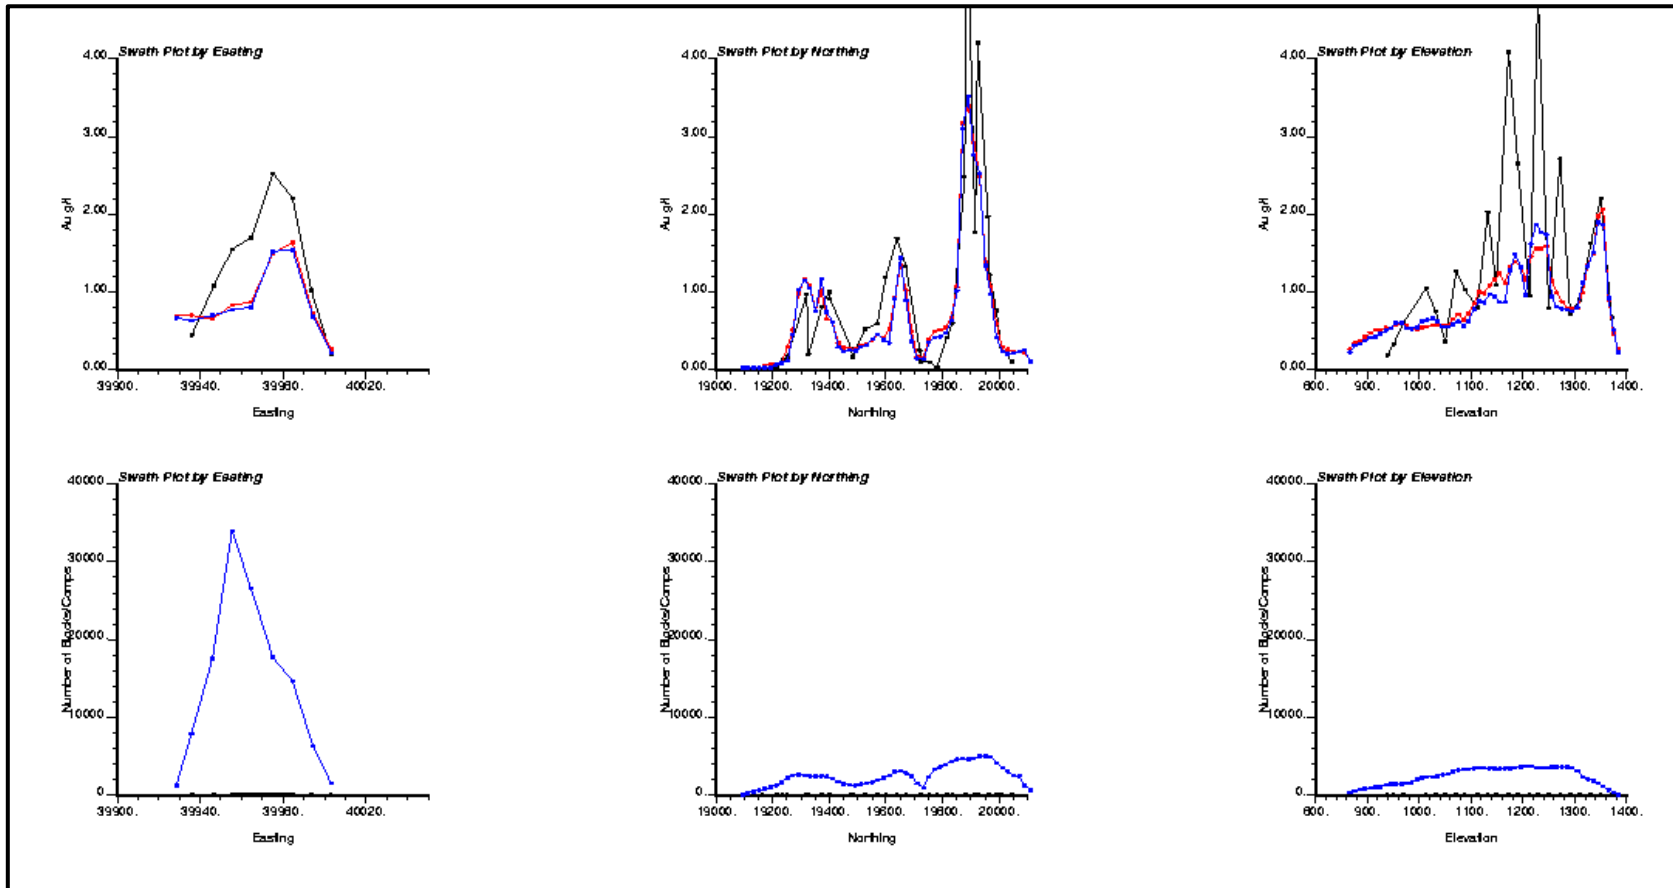 Swath Plot by Easting
4.00
3.00
2.00
1.00
0.00
Au g/t
39900. 39940. 39980. 40020.
Easting
Swath Plot by Northing
4.00
3.00
2.00
1.00
0.00
Au g/t
19000. 19200. 19400. 19600. 19800. 20000.
Northing
Swath Plot by Elevation
4.00
3.00
2.00
1.00
0.00
Au g/t
800. 900. 1000. 1100. 1200. 1300. 1400.
Elevation
Swath Plot by Easting
40000.
30000.
20000.
10000.
0.
Number of Blocks/Comps
39900. 39940. 39980. 40020.
Easting
Swath Plot by Northing
40000.
30000.
20000.
10000.
0.
Number of Blocks/Comps
19000. 19200. 19400. 19600. 19800. 20000.
Northing
Swath Plot by Elevation
40000.
30000.
20000.
10000.
0.
Number of Blocks/Comps
800. 900. 1000. 1100. 1200. 1300. 1400.
Elevation